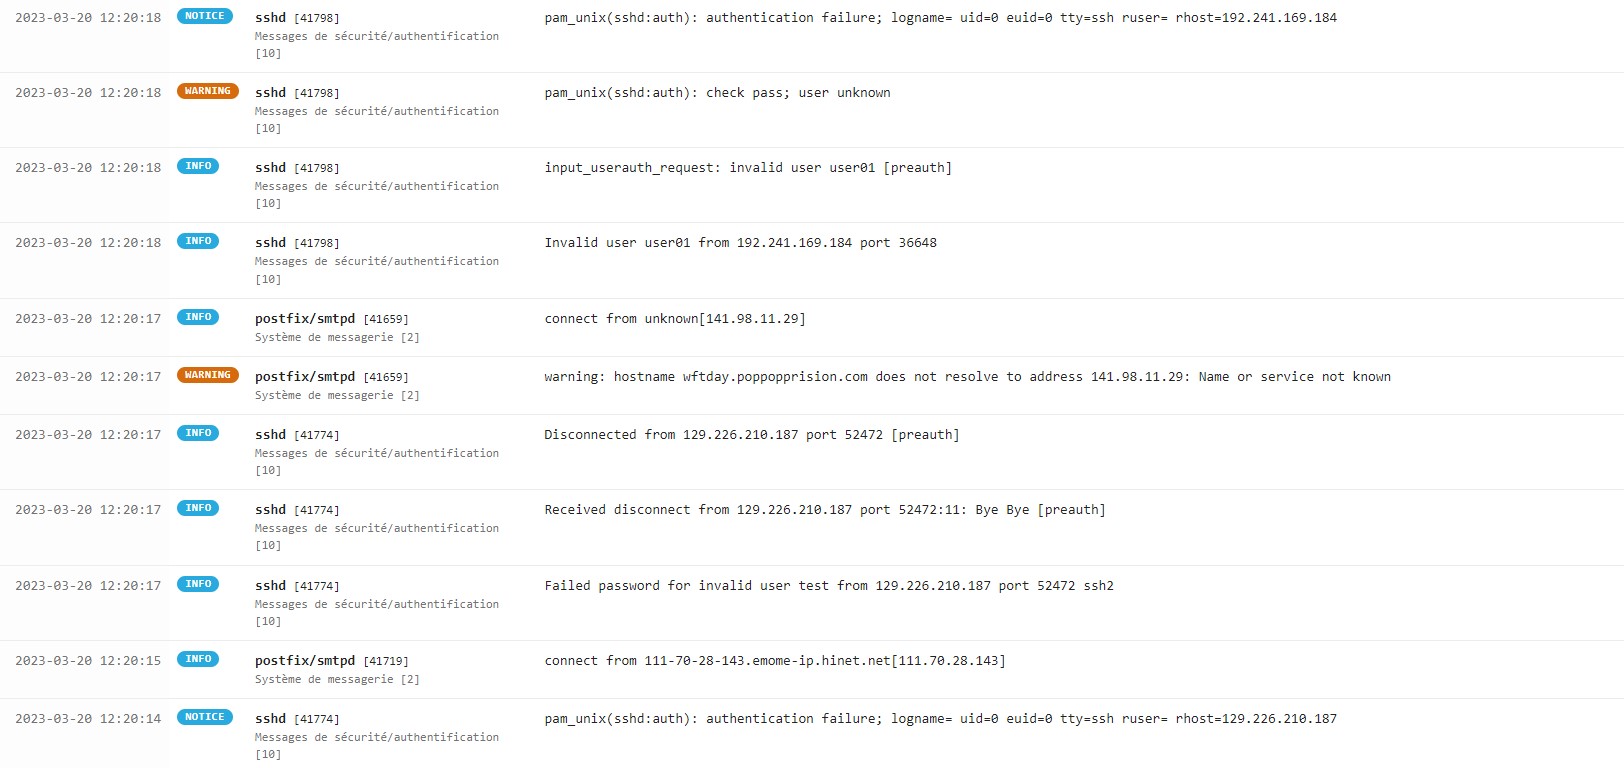 2023-03-20 12:20:18 NOTICE sshd [41798] pam_unix(sshd:auth): authentication failure; logname= uid=0 euid=0 tty=ssh ruser= rhost=192.241.169.184
Messages de sécurité/authentification
[10]
2023-03-20 12:20:18 WARNING sshd [41798] pam_unix(sshd:auth): check pass; user unknown
Messages de sécurité/authentification
[10]
2023-03-20 12:20:18 INFO sshd [41798] input_userauth_request: invalid user user01 [preauth]
Messages de sécurité/authentification
[10]
2023-03-20 12:20:18 INFO sshd [41798] Invalid user user01 from 192.241.169.184 port 36648
Messages de sécurité/authentification
[10]
2023-03-20 12:20:17 INFO postfix/smtpd [41659] connect from unknown[141.98.11.29]
Système de messagerie [2]
2023-03-20 12:20:17 WARNING postfix/smtpd [41659] warning: hostname wftday.poppopprision.com does not resolve to address 141.98.11.29: Name or service not known
Système de messagerie [2]
2023-03-20 12:20:17 INFO sshd [41774] Disconnected from 129.226.210.187 port 52472 [preauth]
Messages de sécurité/authentification
[10]
2023-03-20 12:20:17 INFO sshd [41774] Received disconnect from 129.226.210.187 port 52472:11: Bye Bye [preauth]
Messages de sécurité/authentification
[10]
2023-03-20 12:20:17 INFO sshd [41774] Failed password for invalid user test from 129.226.210.187 port 52472 ssh2
Messages de sécurité/authentification
[10]
2023-03-20 12:20:15 INFO postfix/smtpd [41719] connect from 111-70-28-143.emome-ip.hinet.net[111.70.28.143]
Système de messagerie [2]
2023-03-20 12:20:14 NOTICE sshd [41774] pam_unix(sshd:auth): authentication failure; logname= uid=0 euid=0 tty=ssh ruser= rhost=129.226.210.187
Messages de sécurité/authentification
[10]